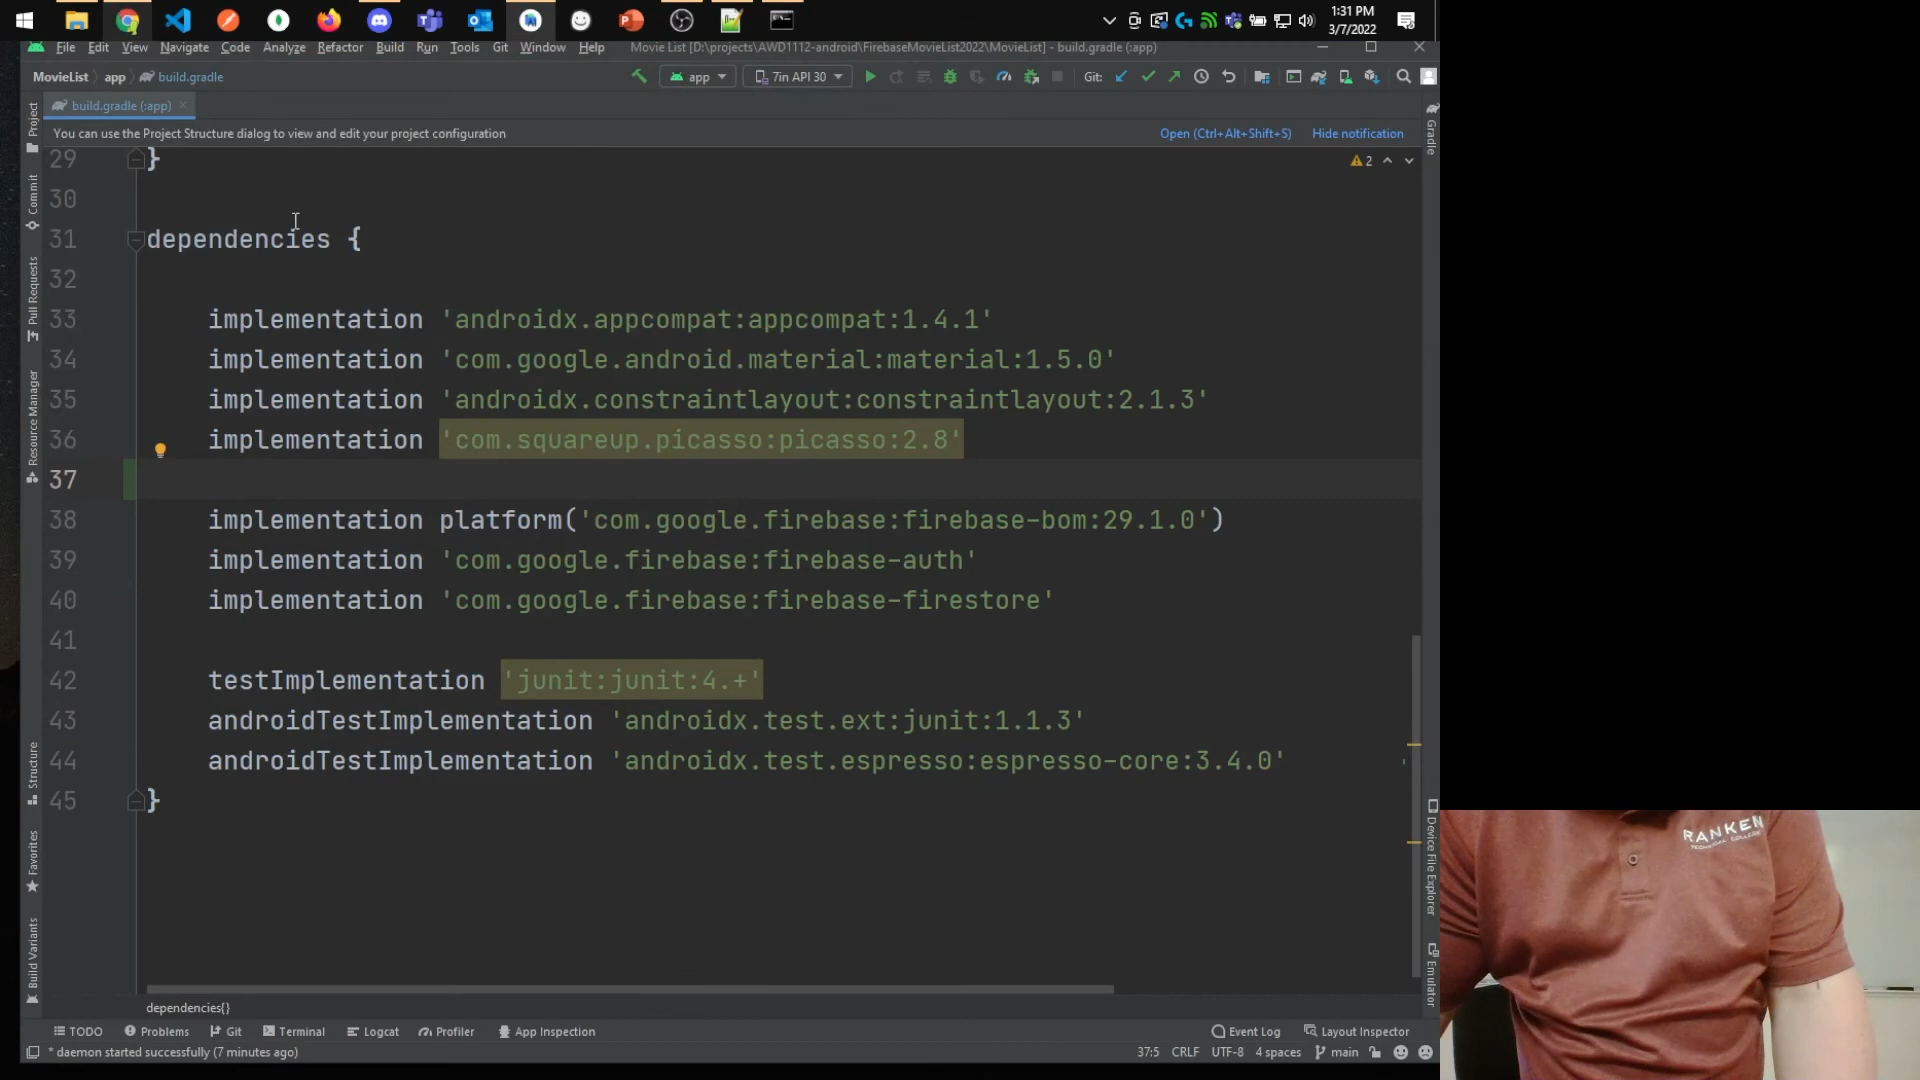 1:31 PM
3/7/2022
File Edit View Navigate Code Analyze Refactor Build Run Tools Git Window Help Movie List [D:\projects\AWD1112-android\FirebaseMovieList2022\MovieList] - build.gradle (:app)
MovieList app build.gradle app 7in API 30 Git:
build.gradle (:app)
You can use the Project Structure dialog to view and edit your project configuration Open (Ctrl+Alt+Shift+S) Hide notification
29 } 2
30
31 dependencies {
32
33 implementation 'androidx.appcompat:appcompat:1.4.1'
34 implementation 'com.google.android.material:material:1.5.0'
35 implementation 'androidx.constraintlayout:constraintlayout:2.1.3'
36 implementation 'com.squareup.picasso:picasso:2.8'
37
38 implementation platform('com.google.firebase:firebase-bom:29.1.0')
39 implementation 'com.google.firebase:firebase-auth'
40 implementation 'com.google.firebase:firebase-firestore'
41
42 testImplementation 'junit:junit:4.+'
43 androidTestImplementation 'androidx.test.ext:junit:1.1.3'
44 androidTestImplementation 'androidx.test.espresso:espresso-core:3.4.0'
45 }
dependencies{}
TODO Problems Git Terminal Logcat Profiler App Inspection Event Log Layout Inspector
* daemon started successfully (7 minutes ago) 37:5 CRLF UTF-8 4 spaces main
Project
Commit
Pull Requests
Resource Manager
Structure
Favorites
Build Variants
Gradle
Device File Explorer
Emulator
RANKEN
TECHNICAL COLLEGE